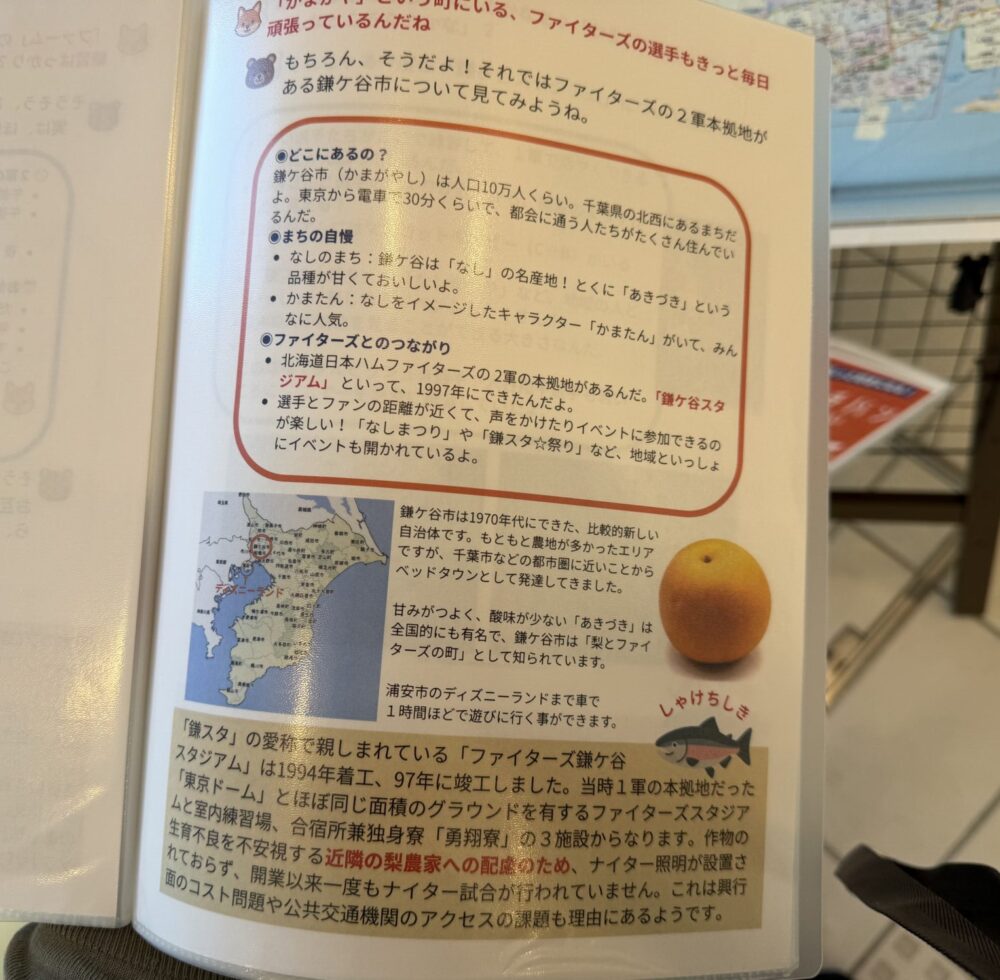 「かまがや」という町にいる、ファイターズの選手もきっと毎日
頑張っているんだね
もちろん、そうだよ！それではファイターズの２軍本拠地が
ある鎌ケ谷市について見てみようね。
◉どこにあるの？
鎌ケ谷市（かまがやし）は人口10万人くらい。千葉県の北西にあるまちだ
よ。東京から電車で30分くらいで、都会に通う人たちがたくさん住んでい
るんだ。
◉まちの自慢
• なしのまち：鎌ケ谷は「なし」の名産地！とくに「あきづき」という
品種が甘くておいしいよ。
• かまたん：なしをイメージしたキャラクター「かまたん」がいて、みん
なに人気。
◉ファイターズとのつながり
• 北海道日本ハムファイターズの 2軍の本拠地があるんだ。「鎌ケ谷スタ
ジアム」 といって、1997年にできたんだよ。
• 選手とファンの距離が近くて、声をかけたりイベントに参加できるの
が楽しい！「なしまつり」や「鎌スタ☆祭り」など、地域といっしょ
にイベントも開かれているよ。
ディズニーランド
鎌ケ谷市は1970年代にできた、比較的新しい
自治体です。もともと農地が多かったエリア
ですが、千葉市などの都市圏に近いことから
ベッドタウンとして発達してきました。
甘みがつよく、酸味が少ない「あきづき」は
全国的にも有名で、鎌ケ谷市は「梨とファイ
ターズの町」として知られています。
浦安市のディズニーランドまで車で
１時間ほどで遊びに行く事ができます。
しゃけちしき
「鎌スタ」の愛称で親しまれている「ファイターズ鎌ケ谷
スタジアム」は1994年着工、97年に竣工しました。当時１軍の本拠地だった
「東京ドーム」とほぼ同じ面積のグラウンドを有するファイターズスタジア
ムと室内練習場、合宿所兼独身寮「勇翔寮」の３施設からなります。作物の
生育不良を不安視する近隣の梨農家への配慮のため、ナイター照明が設置さ
れておらず、開業以来一度もナイター試合が行われていません。これは興行
面のコスト問題や公共交通機関のアクセスの課題も理由にあるようです。